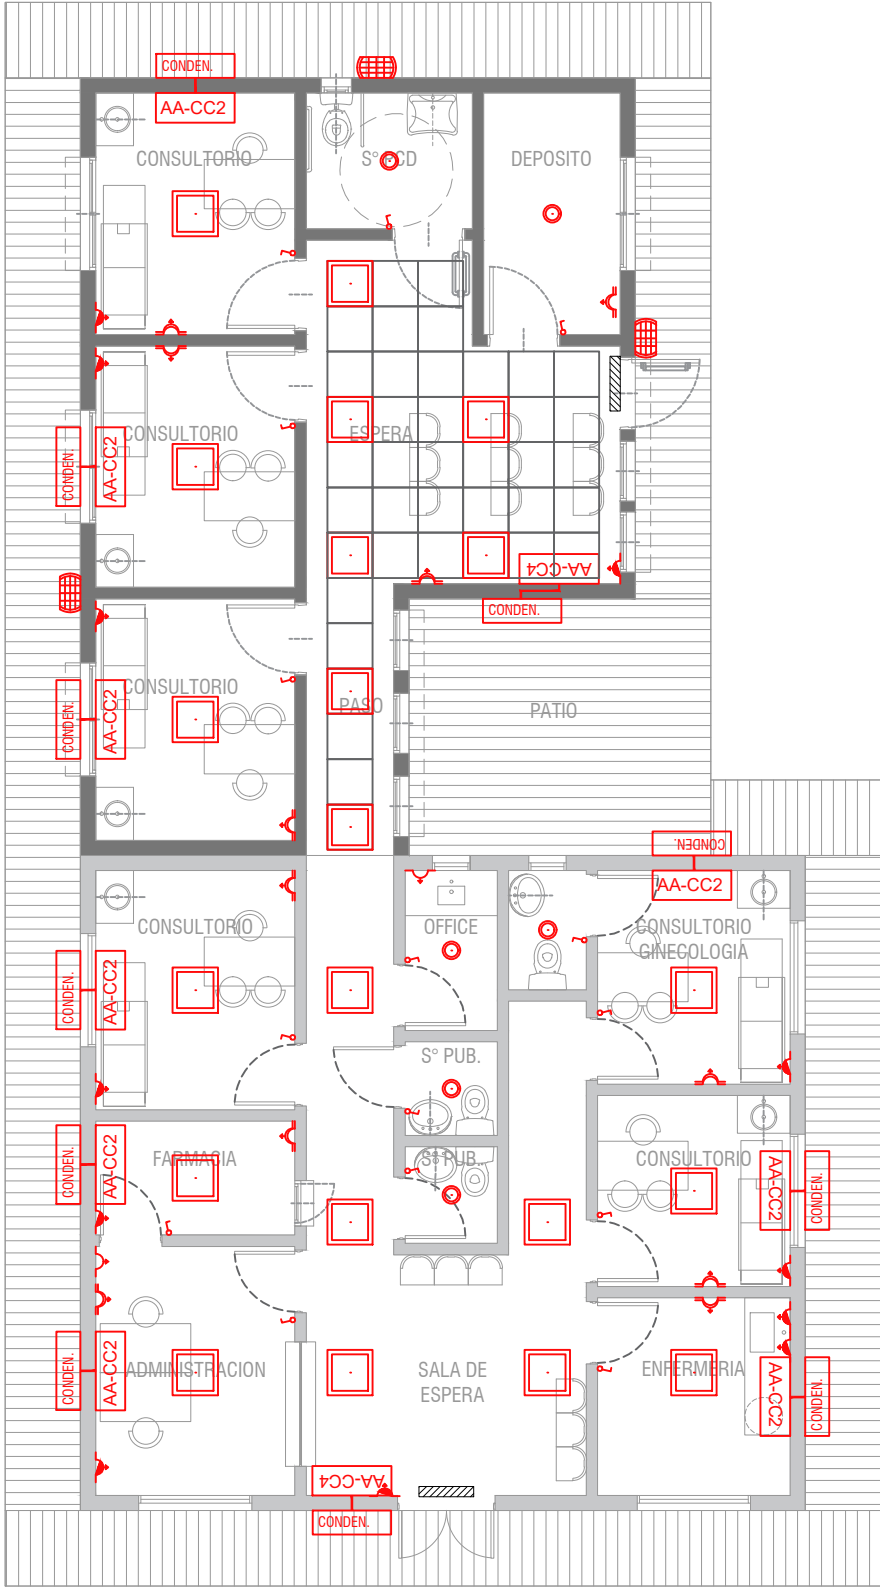 CONDEN.
AA-CC2
CONSULTORIO
S° PCD
DEPOSITO
CONSULTORIO
ESPERA
CONDEN.
AA-CC2
AA-CC4
CONDEN.
CONSULTORIO
CONDEN.
AA-CC2
PASO
PATIO
CONDEN.
AA-CC2
CONSULTORIO
OFFICE
CONSULTORIO
GINECOLOGIA
CONDEN.
AA-CC2
S° PUB.
FARMACIA
S° PUB.
CONSULTORIO
CONDEN.
AA-CC2
AA-CC2
CONDEN.
ADMINISTRACION
SALA DE
ESPERA
ENFERMERIA
CONDEN.
AA-CC2
AA-CC2
CONDEN.
AA-CC4
CONDEN.